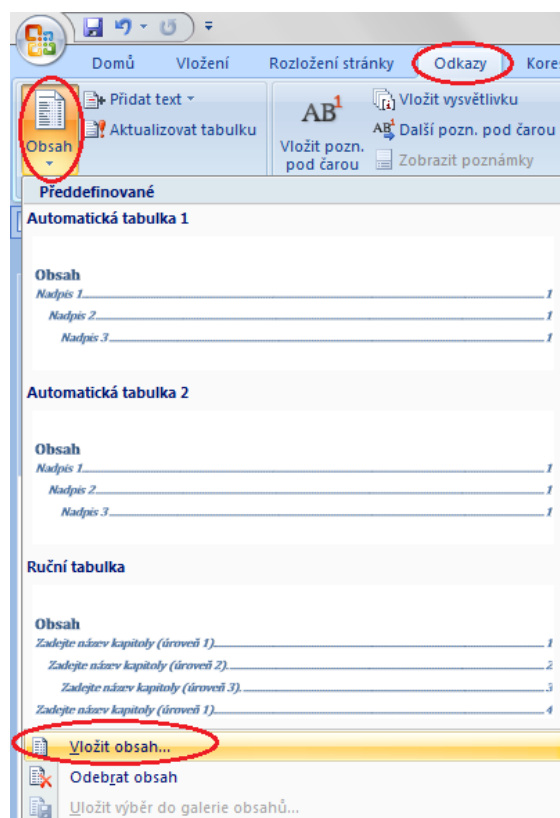 Domů Vložení Rozložení stránky Odkazy Kore
Obsah
Přidat text
Aktualizovat tabulku
AB1
Vložit pozn.
pod čarou
Vložit vysvětlivku
Další pozn. pod čarou
Zobrazit poznámky
Předdefinované
Automatická tabulka 1
Obsah
Nadpis 1 1
Nadpis 2 1
Nadpis 3 1
Automatická tabulka 2
Obsah
Nadpis 1 1
Nadpis 2 1
Nadpis 3 1
Ruční tabulka
Obsah
Zadejte název kapitoly (úroveň 1) 1
Zadejte název kapitoly (úroveň 2) 2
Zadejte název kapitoly (úroveň 3) 3
Zadejte název kapitoly (úroveň 1) 4
Vložit obsah...
Odebrat obsah
Uložit výběr do galerie obsahů...